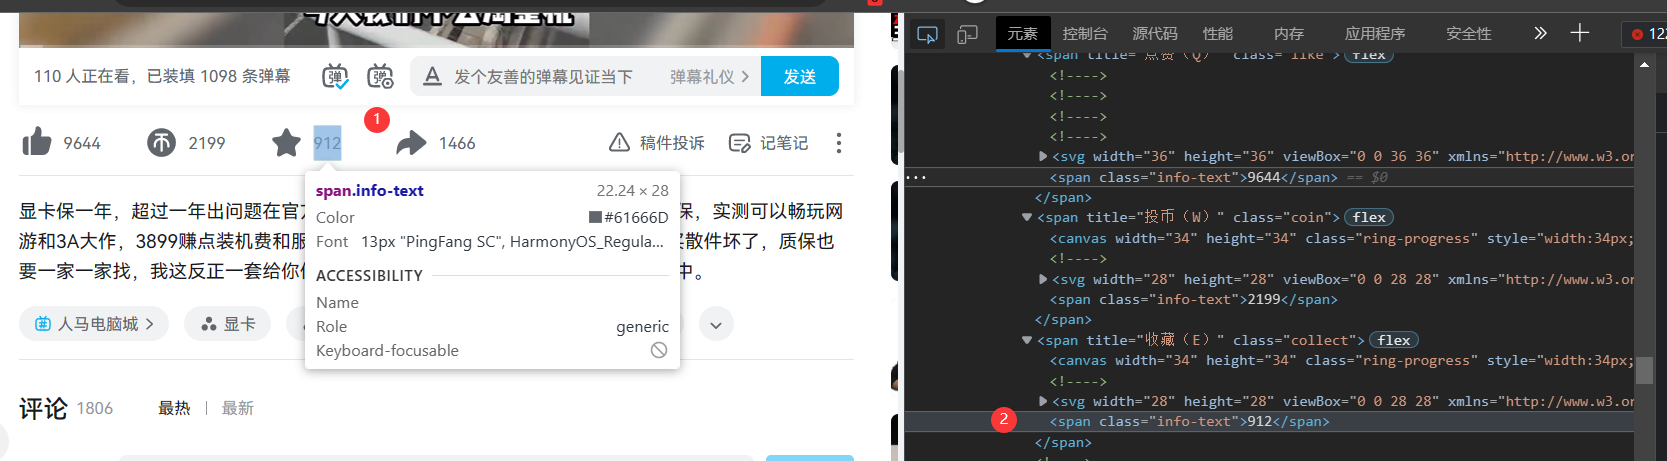 110 人正在看，已装填 1098 条弹幕
发个友善的弹幕见证当下
弹幕礼仪 >
发送
1
9644
2199
912
1466
稿件投诉
记笔记
span.info-text 22.24 × 28
Color #61666D
Font 13px "PingFang SC", HarmonyOS_Regula...
ACCESSIBILITY
Name
Role generic
Keyboard-focusable
显卡保一年，超过一年出问题在官方
保，实测可以畅玩网
游和3A大作，3899赚点装机费和服
散件坏了，质保也
要一家一家找，我这反正一套给你
中。
人马电脑城 >
显卡
评论 1806 最热 | 最新
元素 控制台 源代码 性能 内存 应用程序 安全性 » + 122
<span title="点赞（Q）" class="like"> flex
<!---->
<!---->
<!---->
<!---->
<svg width="36" height="36" viewBox="0 0 36 36" xmlns="http://www.w3.or
<span class="info-text">9644</span> == $0
</span>
<span title="投币（W）" class="coin"> flex
<canvas width="34" height="34" class="ring-progress" style="width:34px;
<!---->
<svg width="28" height="28" viewBox="0 0 28 28" xmlns="http://www.w3.or
<span class="info-text">2199</span>
</span>
<span title="收藏（E）" class="collect"> flex
<canvas width="34" height="34" class="ring-progress" style="width:34px;
<!---->
<svg width="28" height="28" viewBox="0 0 28 28" xmlns="http://www.w3.or
2
<span class="info-text">912</span>
</span>